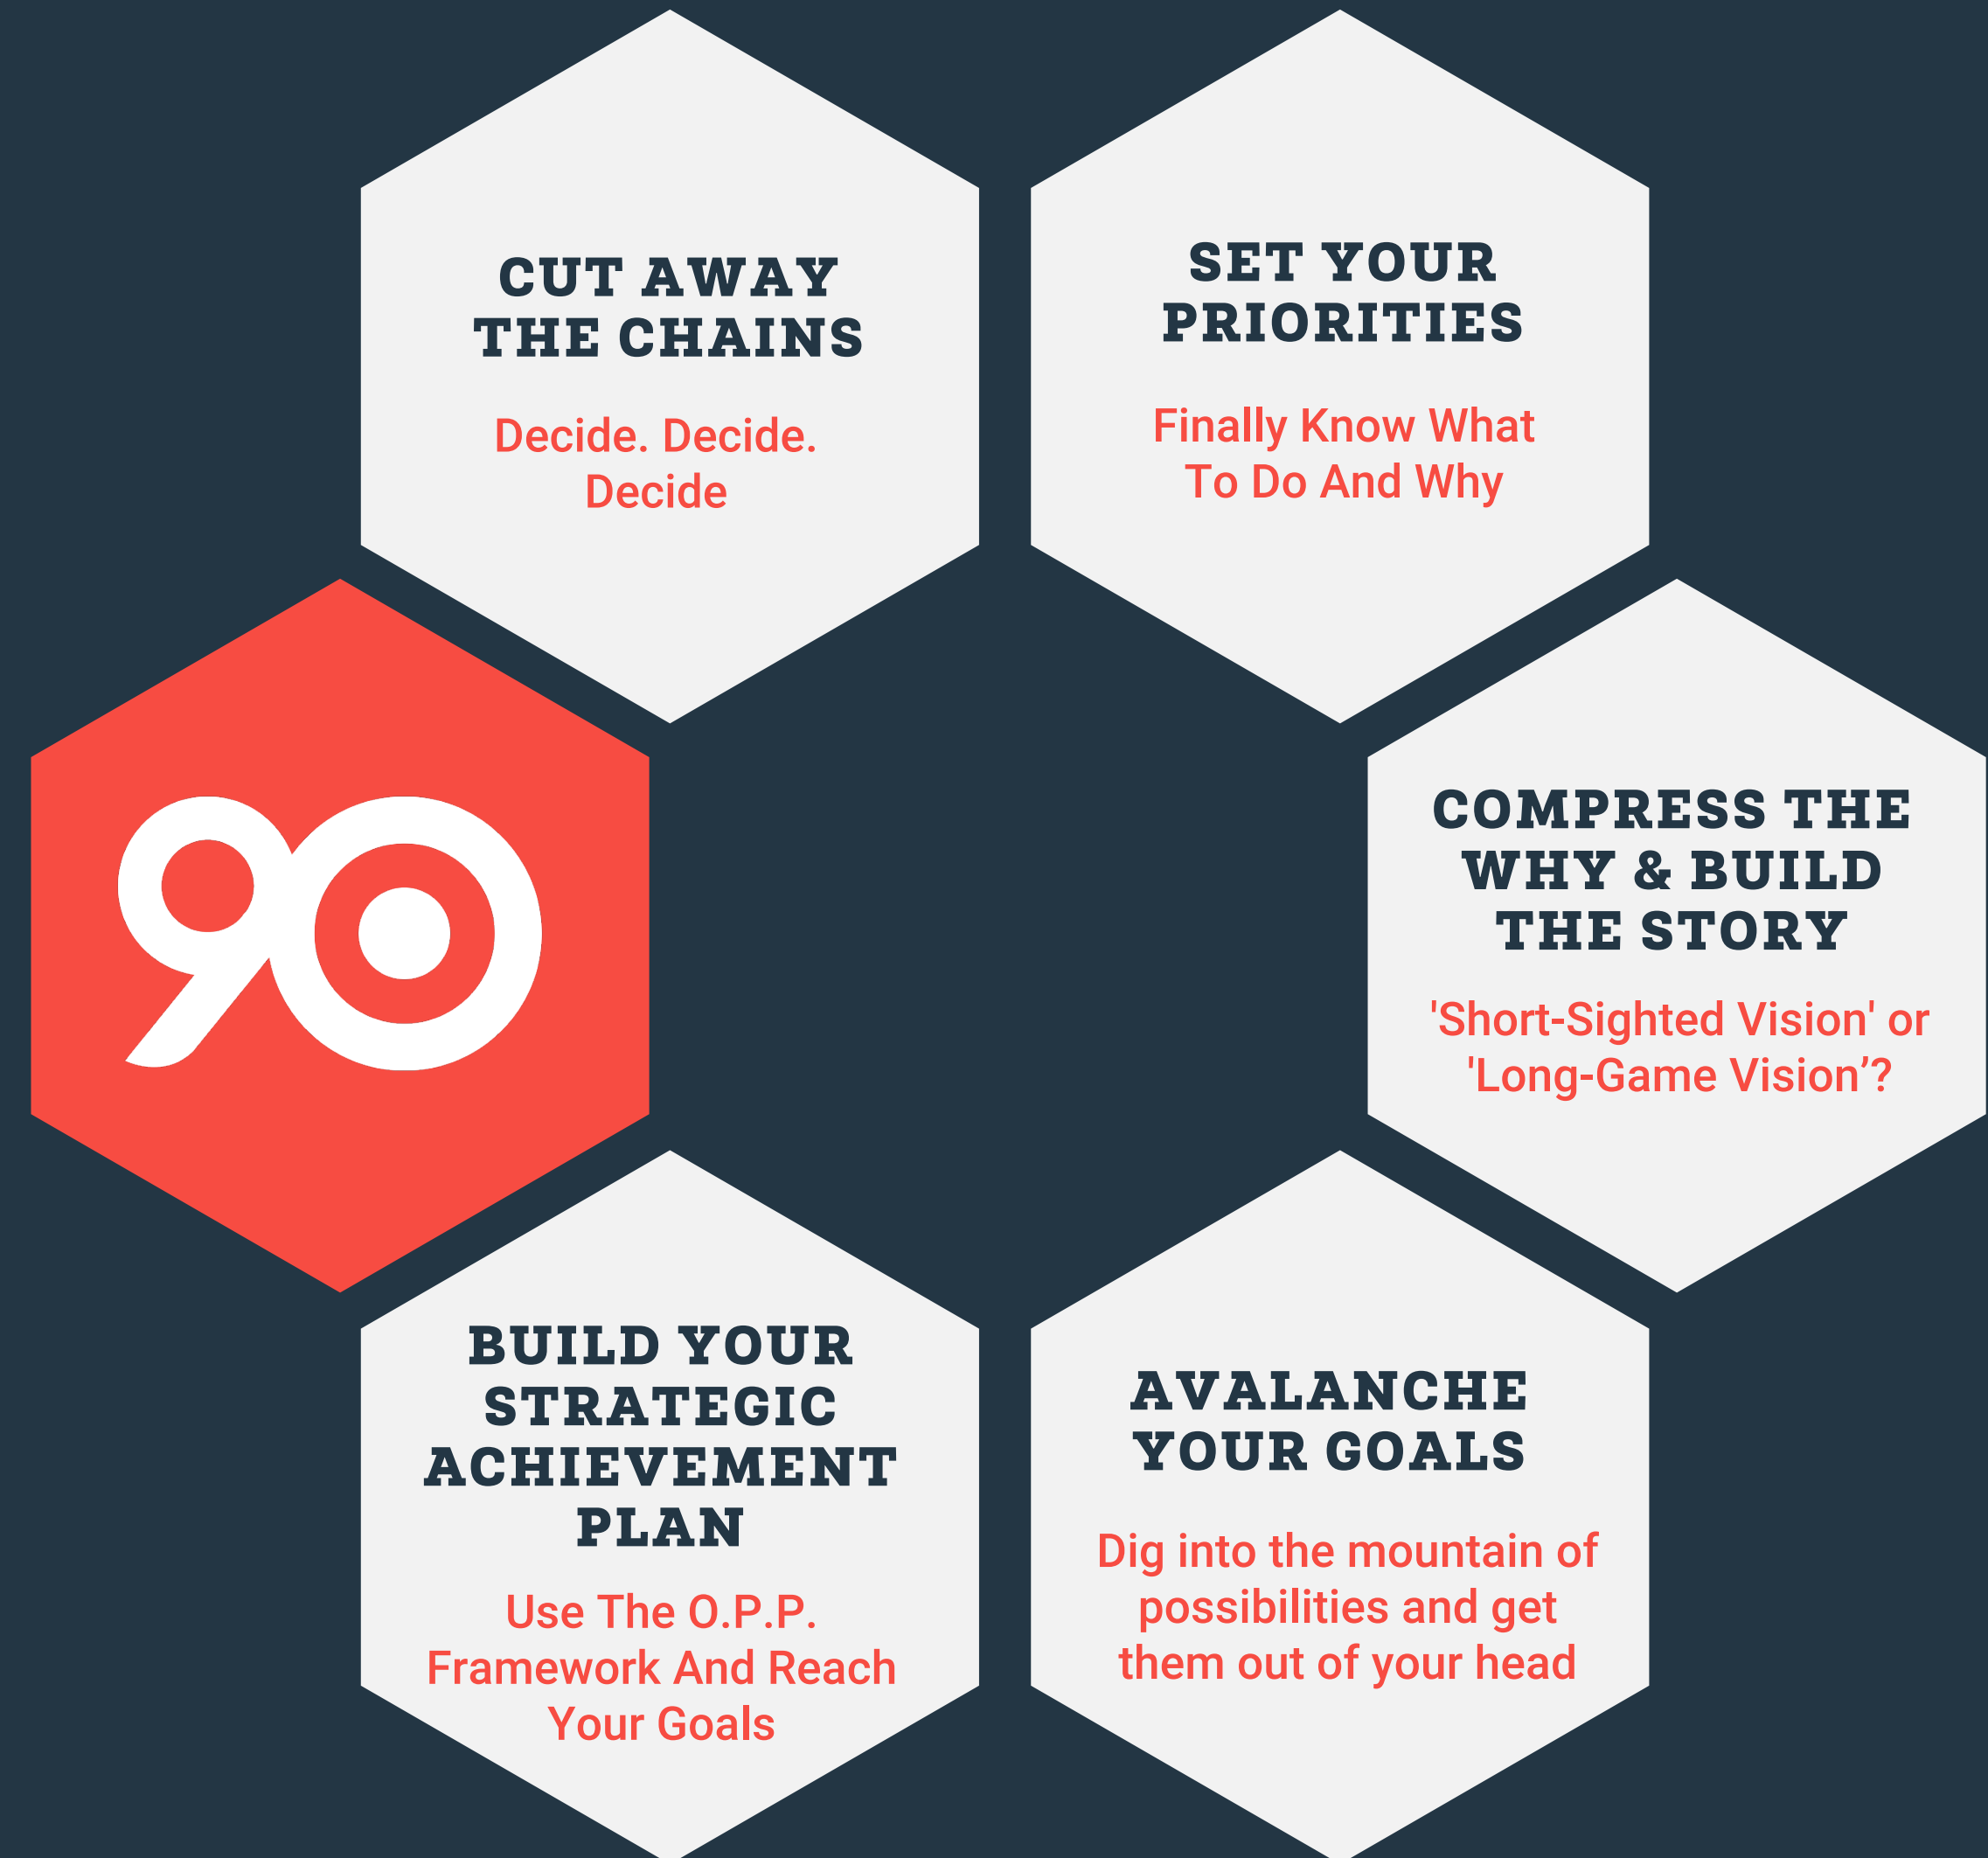 CUT AWAY
THE CHAINS
Decide. Decide.
Decide
SET YOUR
PRIORITIES
Finally Know What
To Do And Why
90
COMPRESS THE
WHY & BUILD
THE STORY
'Short-Sighted Vision' or
'Long-Game Vision’?
BUILD YOUR
STRATEGIC
ACHIEVEMENT
PLAN
Use The O.P.P.
Framework And Reach
Your Goals
AVALANCHE
YOUR GOALS
Dig into the mountain of
possibilities and get
them out of your head